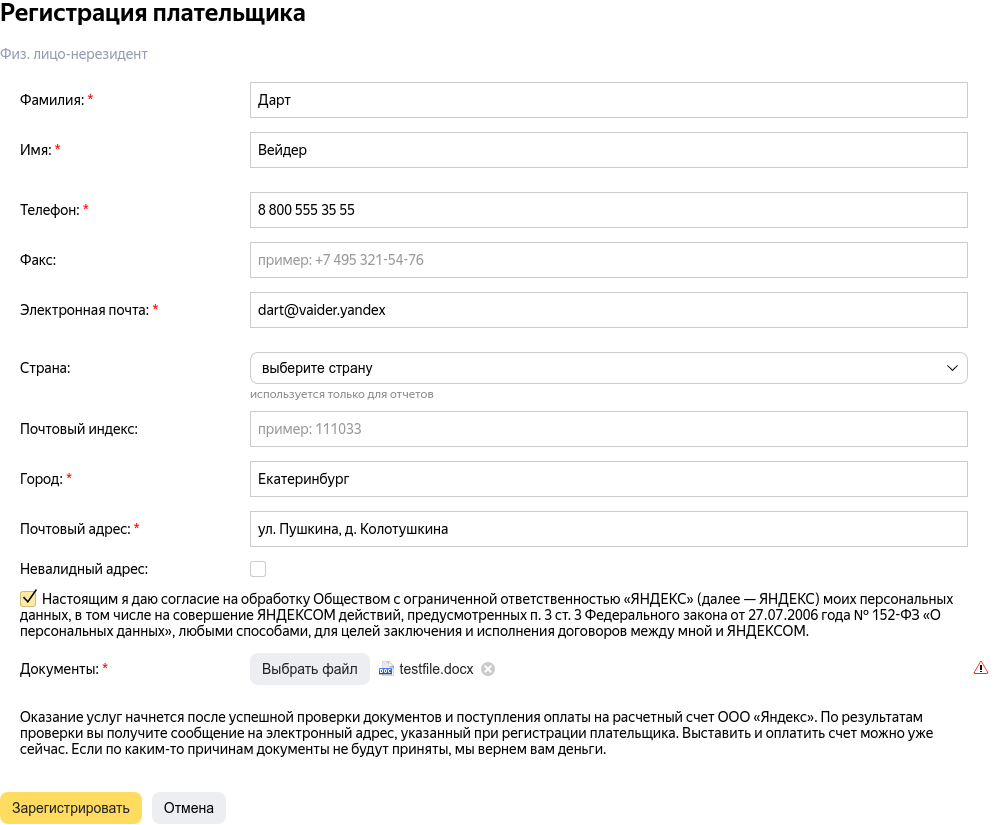 Регистрация плательщика
Физ. лицо-нерезидент
Фамилия: * Дарт
Имя: * Вейдер
Телефон: * 8 800 555 35 55
Факс: пример: +7 495 321-54-76
Электронная почта: * dart@vaider.yandex
Страна: выберите страну
используется только для отчетов
Почтовый индекс: пример: 111033
Город: * Екатеринбург
Почтовый адрес: * ул. Пушкина, д. Колотушкина
Невалидный адрес:
Настоящим я даю согласие на обработку Обществом с ограниченной ответственностью «ЯНДЕКС» (далее — ЯНДЕКС) моих персональных
данных, в том числе на совершение ЯНДЕКСОМ действий, предусмотренных п. 3 ст. 3 Федерального закона от 27.07.2006 года № 152-ФЗ «О
персональных данных», любыми способами, для целей заключения и исполнения договоров между мной и ЯНДЕКСОМ.
Документы: * Выбрать файл DOC testfile.docx
Оказание услуг начнется после успешной проверки документов и поступления оплаты на расчетный счет ООО «Яндекс». По результатам
проверки вы получите сообщение на электронный адрес, указанный при регистрации плательщика. Выставить и оплатить счет можно уже
сейчас. Если по каким-то причинам документы не будут приняты, мы вернем вам деньги.
Зарегистрировать Отмена